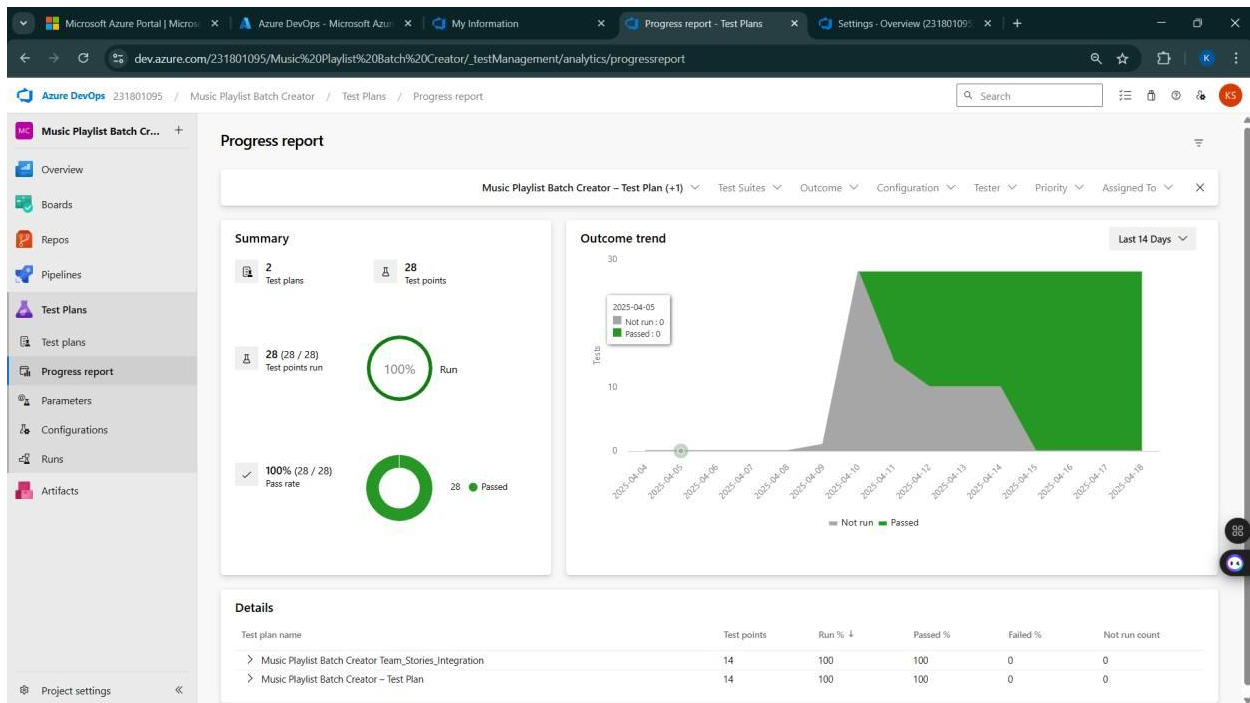 Microsoft Azure Portal | Micros
Azure DevOps - Microsoft Azur
My Information
Progress report - Test Plans
Settings · Overview (231801095
dev.azure.com/231801095/Music%20Playlist%20Batch%20Creator/_testManagement/analytics/progressreport
K
Azure DevOps 231801095 / Music Playlist Batch Creator / Test Plans / Progress report
Search
KS
MC Music Playlist Batch Cr... +
Overview
Boards
Repos
Pipelines
Test Plans
Test plans
Progress report
Parameters
Configurations
Runs
Artifacts
Project settings
Progress report
Music Playlist Batch Creator – Test Plan (+1) Test Suites Outcome Configuration Tester Priority Assigned To
Summary
2
Test plans
28
Test points
28 (28 / 28)
Test points run
100%
Run
100% (28 / 28)
Pass rate
28 Passed
Outcome trend
Last 14 Days
30
2025-04-05
Not run : 0
Passed : 0
Tests
10
0
2025-04-04
2025-04-05
2025-04-06
2025-04-07
2025-04-08
2025-04-09
2025-04-10
2025-04-11
2025-04-12
2025-04-13
2025-04-14
2025-04-15
2025-04-16
2025-04-17
2025-04-18
Not run Passed
Details
Test plan name Test points Run % ↓ Passed % Failed % Not run count
Music Playlist Batch Creator Team_Stories_Integration 14 100 100 0 0
Music Playlist Batch Creator – Test Plan 14 100 100 0 0